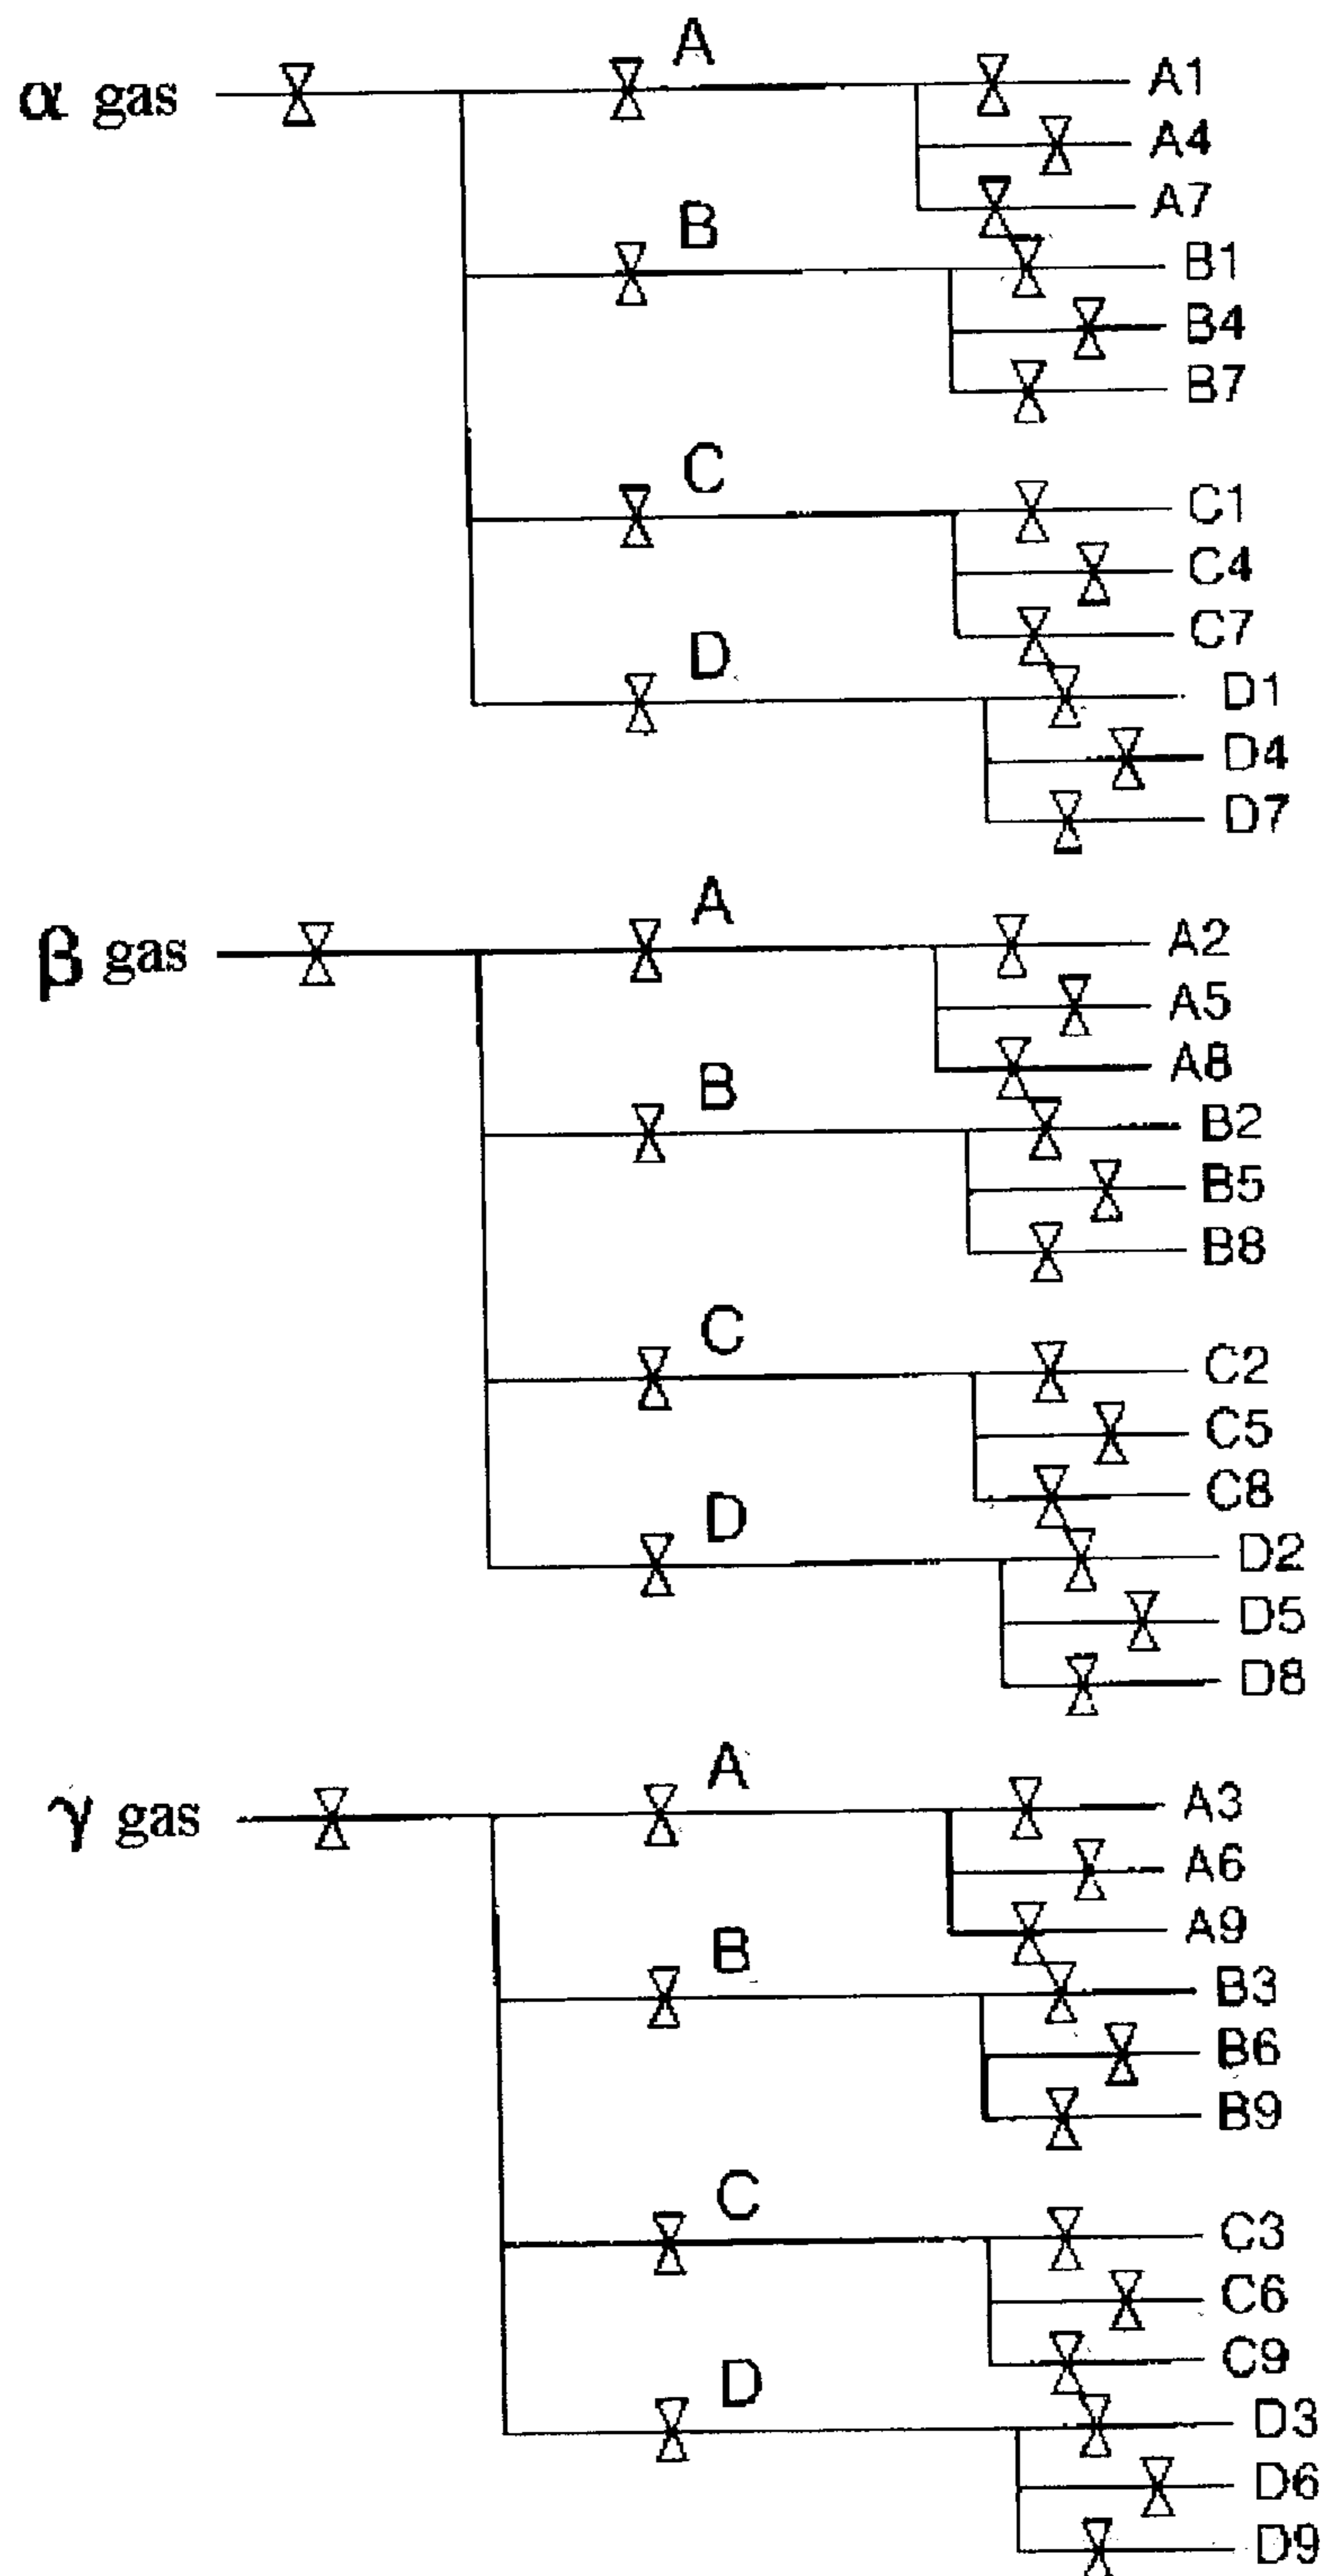 A
α gas
A1
A4
A7
B
B1
B4
B7
C
C1
C4
C7
D
D1
D4
D7
A
β gas
A2
A5
A8
B
B2
B5
B8
C
C2
C5
C8
D
D2
D5
D8
A
γ gas
A3
A6
A9
B
B3
B6
B9
C
C3
C6
C9
D
D3
D6
D9